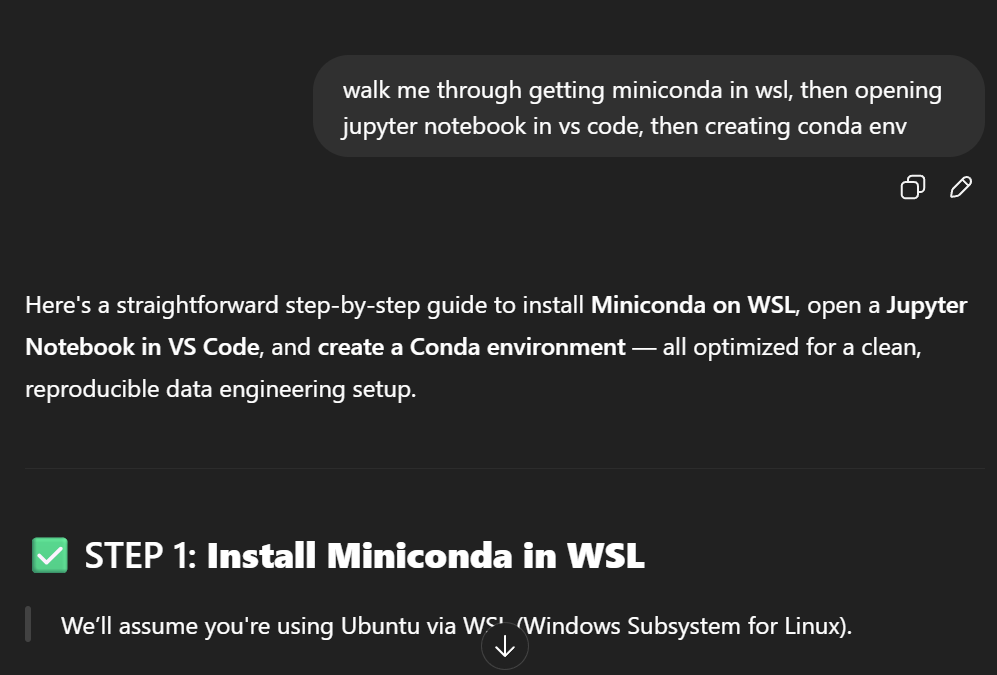 walk me through getting miniconda in wsl, then opening
jupyter notebook in vs code, then creating conda env
Here's a straightforward step-by-step guide to install Miniconda on WSL, open a Jupyter
Notebook in VS Code, and create a Conda environment — all optimized for a clean,
reproducible data engineering setup.
STEP 1: Install Miniconda in WSL
We’ll assume you're using Ubuntu via WSL (Windows Subsystem for Linux).